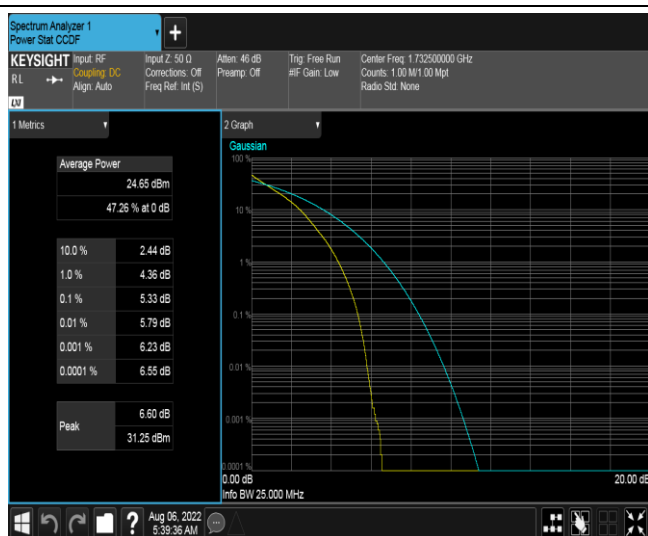 Spectrum Analyzer 1
Power Stat CCDF
+
KEYSIGHT Input: RF Input Z: 50 Ω Atten: 46 dB Trig: Free Run Center Freq: 1.732500000 GHz
RL Coupling: DC Corrections: Off Preamp: Off #IF Gain: Low Counts: 1.00 M/1.00 Mpt
Align: Auto Freq Ref: Int (S) Radio Std: None
LXI
1 Metrics
2 Graph
Average Power
24.65 dBm
47.26 % at 0 dB
10.0 % 2.44 dB
1.0 % 4.36 dB
0.1 % 5.33 dB
0.01 % 5.79 dB
0.001 % 6.23 dB
0.0001 % 6.55 dB
Peak 6.60 dB
31.25 dBm
Gaussian
100 %
10 %
1 %
0.1 %
0.01 %
0.001 %
0.0001 %
0.00 dB 20.00 dB
Info BW 25.000 MHz
? Aug 06, 2022
5:39:36 AM